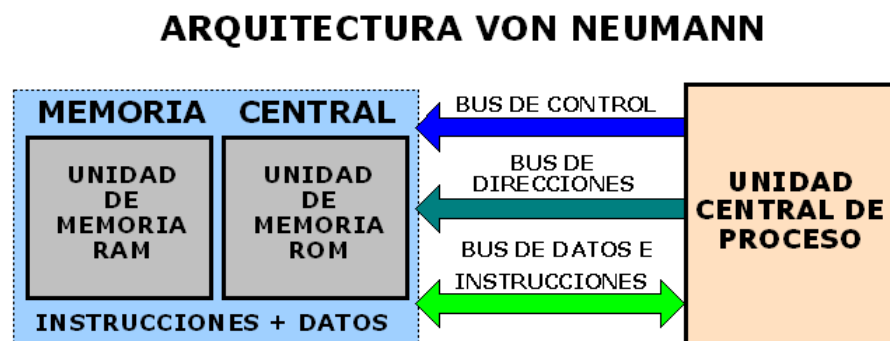 ARQUITECTURA VON NEUMANN
MEMORIA CENTRAL
UNIDAD
DE
MEMORIA
RAM
UNIDAD
DE
MEMORIA
ROM
INSTRUCCIONES + DATOS
BUS DE CONTROL
BUS DE
DIRECCIONES
BUS DE DATOS E
INSTRUCCIONES
UNIDAD
CENTRAL DE
PROCESO